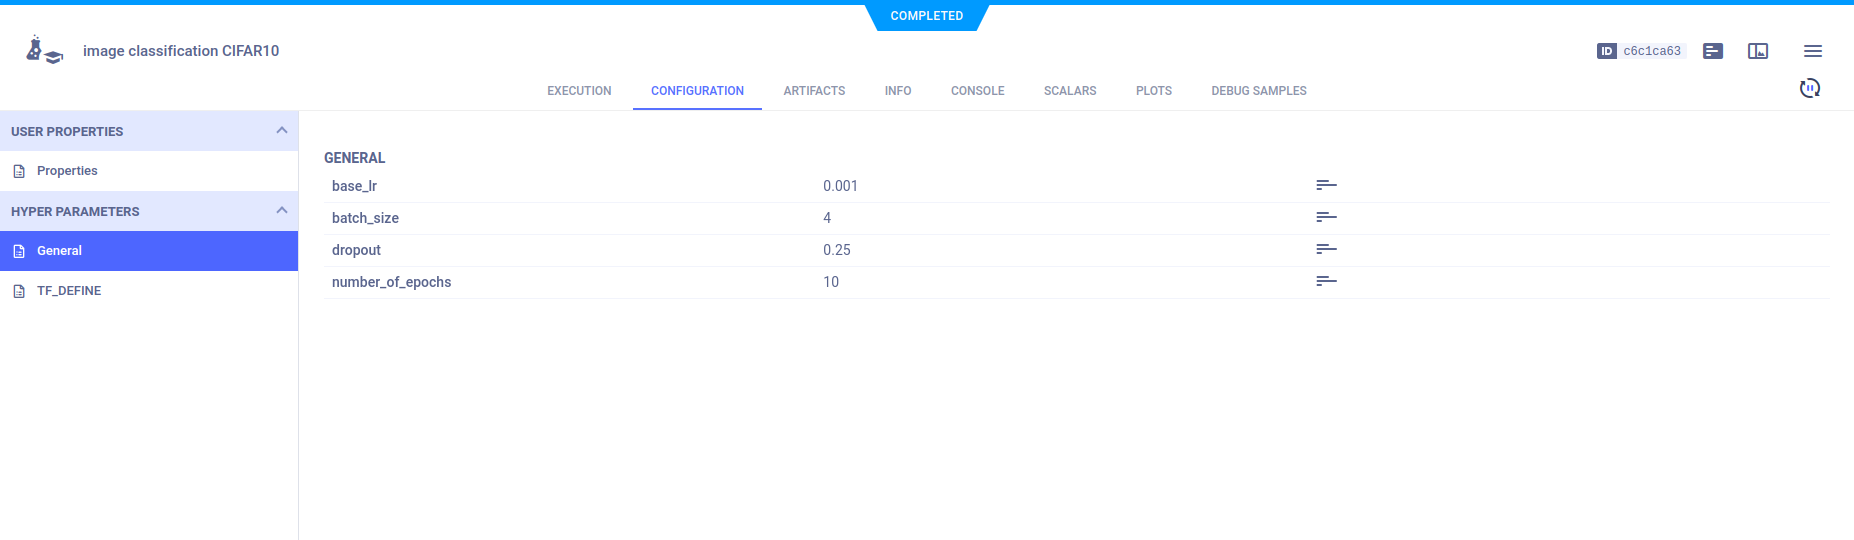 COMPLETED
image classification CIFAR10
ID c6c1ca63
EXECUTION CONFIGURATION ARTIFACTS INFO CONSOLE SCALARS PLOTS DEBUG SAMPLES
USER PROPERTIES
Properties
HYPER PARAMETERS
General
TF_DEFINE
GENERAL
base_lr 0.001
batch_size 4
dropout 0.25
number_of_epochs 10